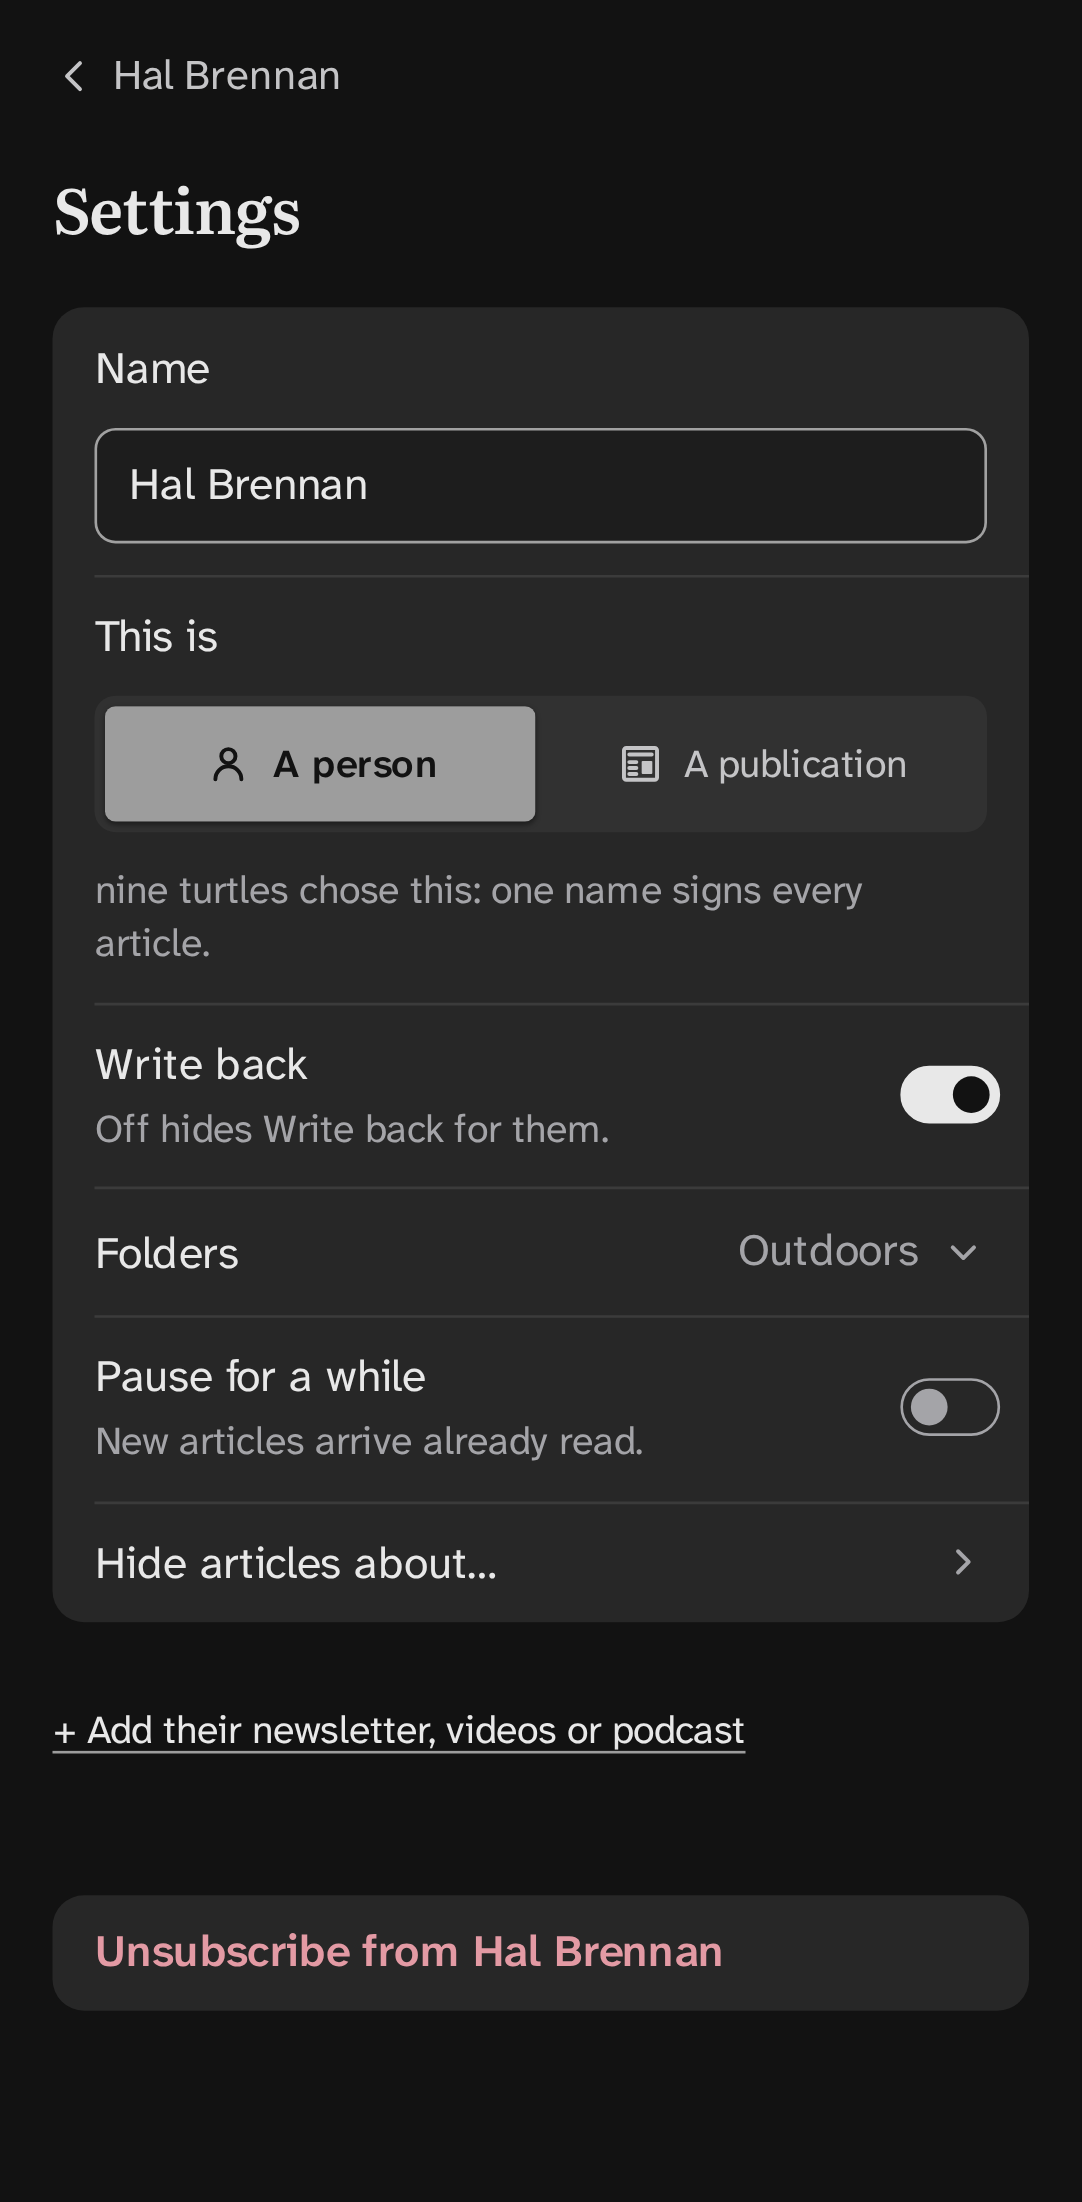 Hal Brennan
Settings
Name
Hal Brennan
This is
A person
A publication
nine turtles chose this: one name signs every
article.
Write back
Off hides Write back for them.
Folders
Outdoors
Pause for a while
New articles arrive already read.
Hide articles about...
+ Add their newsletter, videos or podcast
Unsubscribe from Hal Brennan